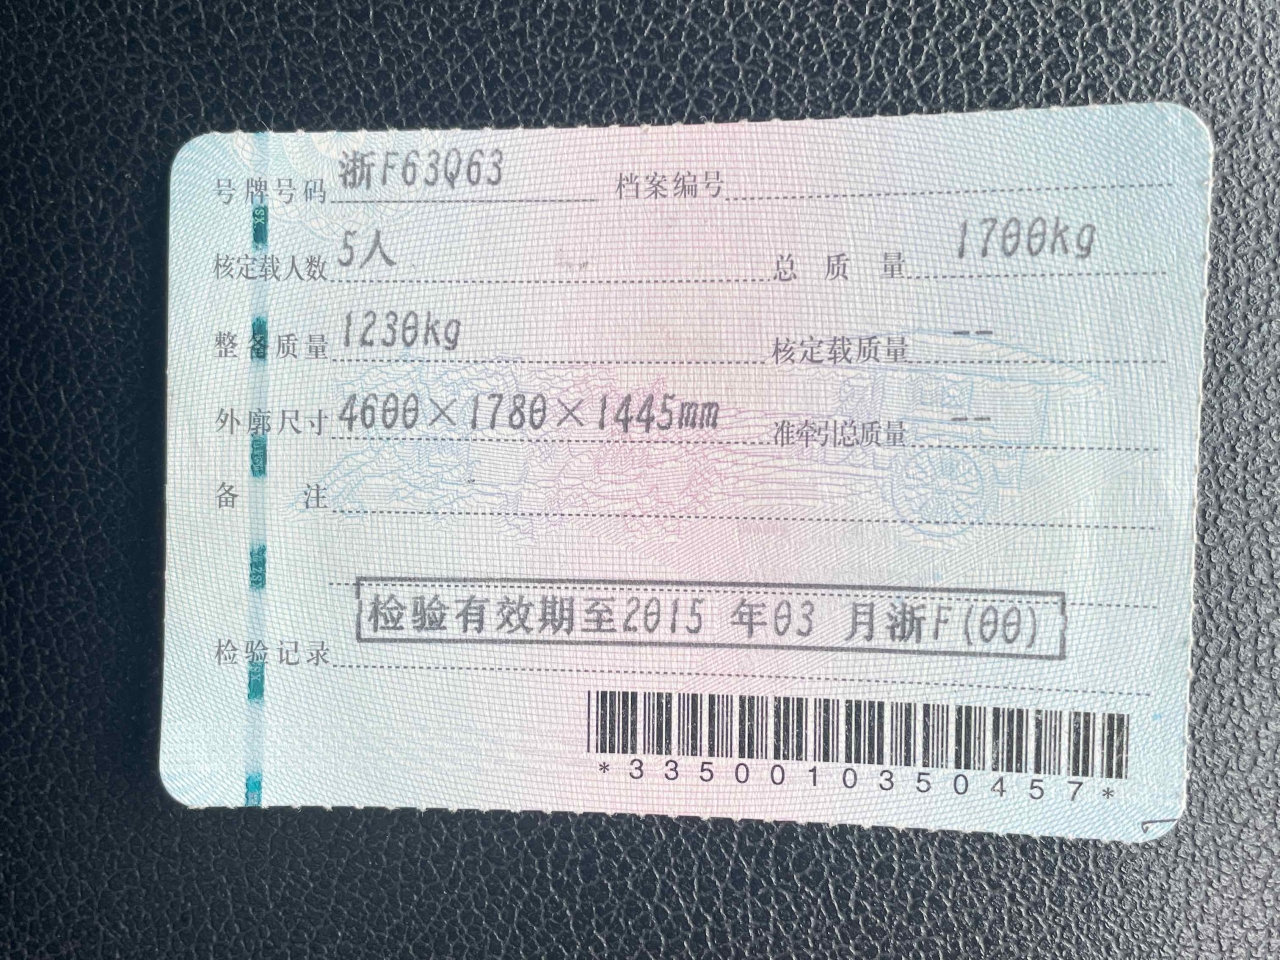 号牌号码 浙F63Q63 档案编号
核定载人数 5人 总质量 1700kg
整备质量 1230kg 核定载质量 --
外廓尺寸 4600×1780×1445mm 准牵引总质量 --
备注
检验有效期至2015 年03 月浙F(00)
检验记录
*3350010350457*